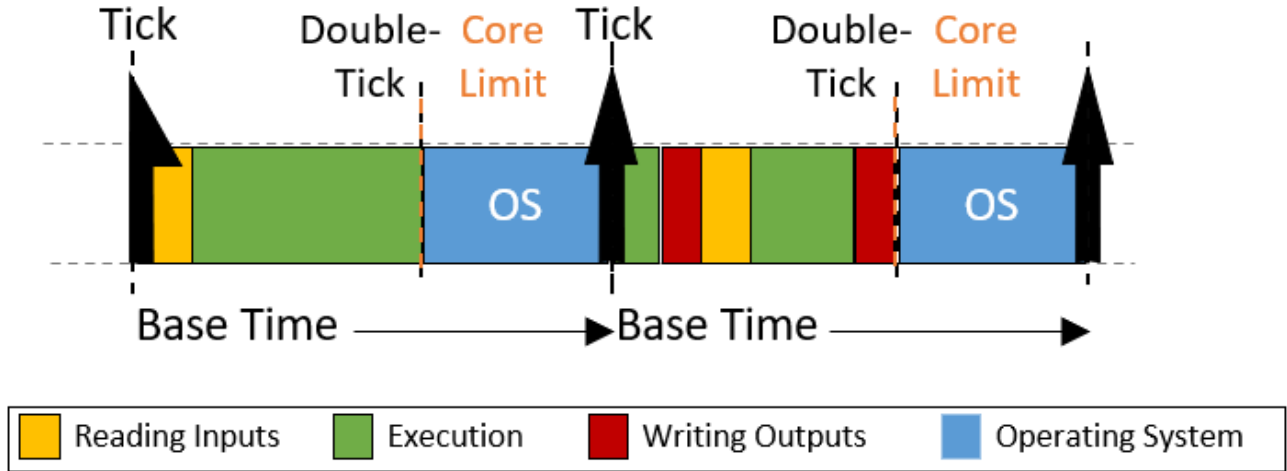 Tick
Double-Tick
Core Limit
Tick
Double-Tick
Core Limit
OS
OS
Base Time
Base Time
Reading Inputs
Execution
Writing Outputs
Operating System